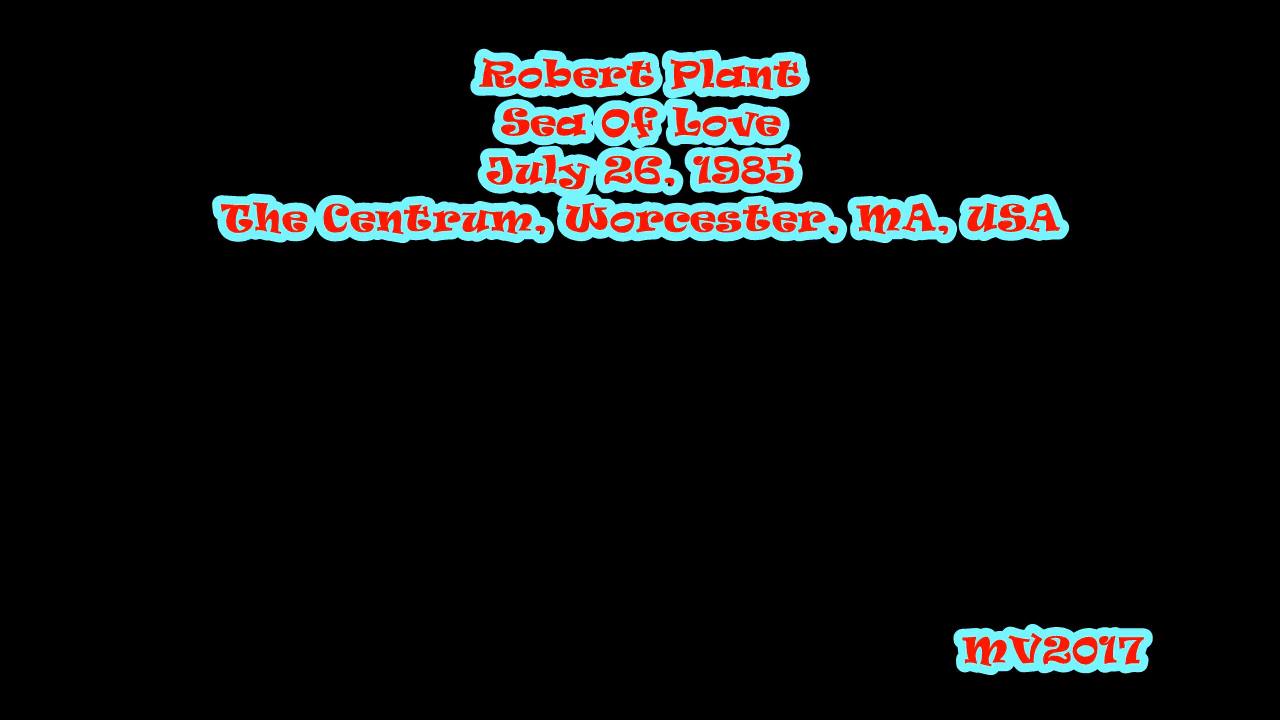 Robert Plant
Sea Of Love
July 26, 1985
The Centrum, Worcester, MA, USA
MV2017